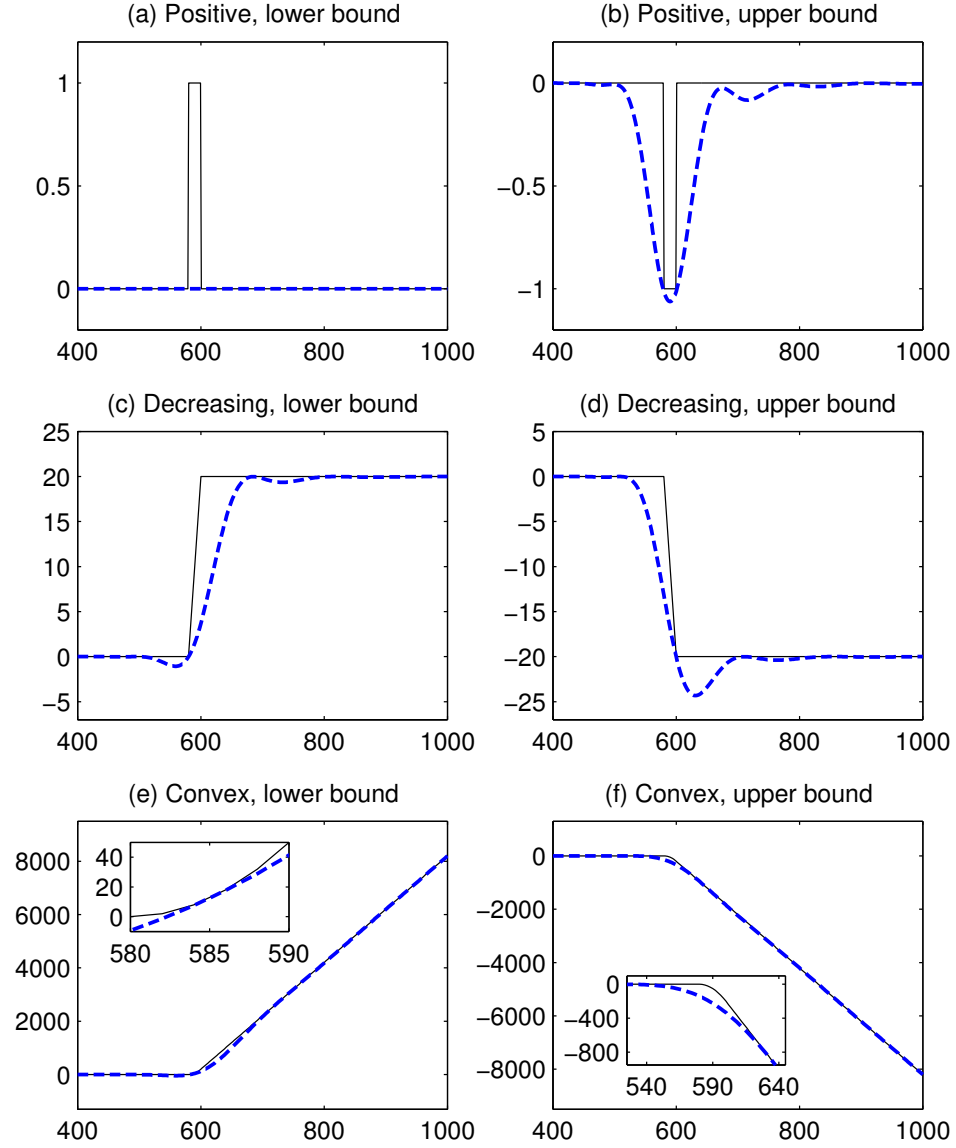 (a) Positive, lower bound
1
0.5
0
400 600 800 1000
(b) Positive, upper bound
0
−0.5
−1
400 600 800 1000
(c) Decreasing, lower bound
25
20
15
10
5
0
−5
400 600 800 1000
(d) Decreasing, upper bound
5
0
−5
−10
−15
−20
−25
400 600 800 1000
(e) Convex, lower bound
8000
6000
4000
2000
0
40
20
0
580 585 590
400 600 800 1000
(f) Convex, upper bound
0
−2000
−4000
−6000
−8000
0
−400
−800
540 590 640
400 600 800 1000